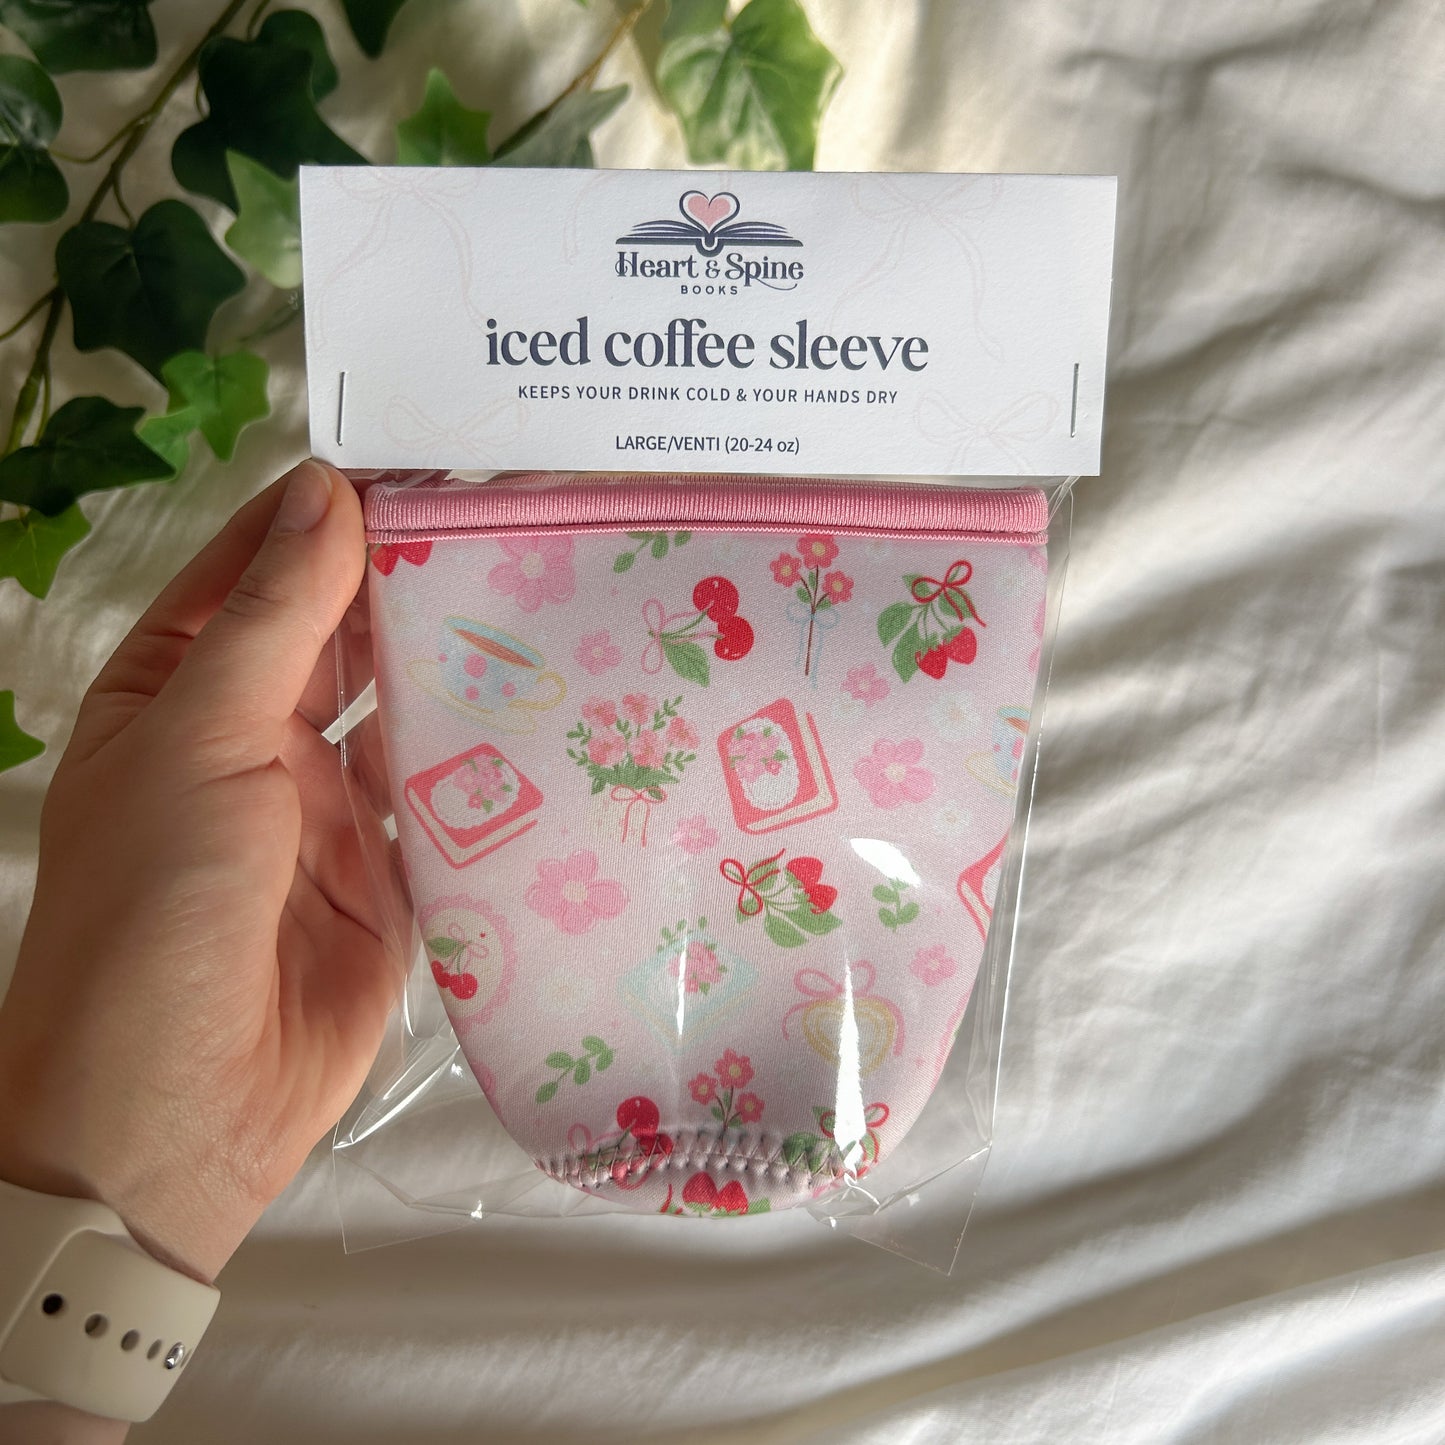 Heart & Spine
BOOKS
iced coffee sleeve
KEEPS YOUR DRINK COLD & YOUR HANDS DRY
LARGE/VENTI (20-24 oz)